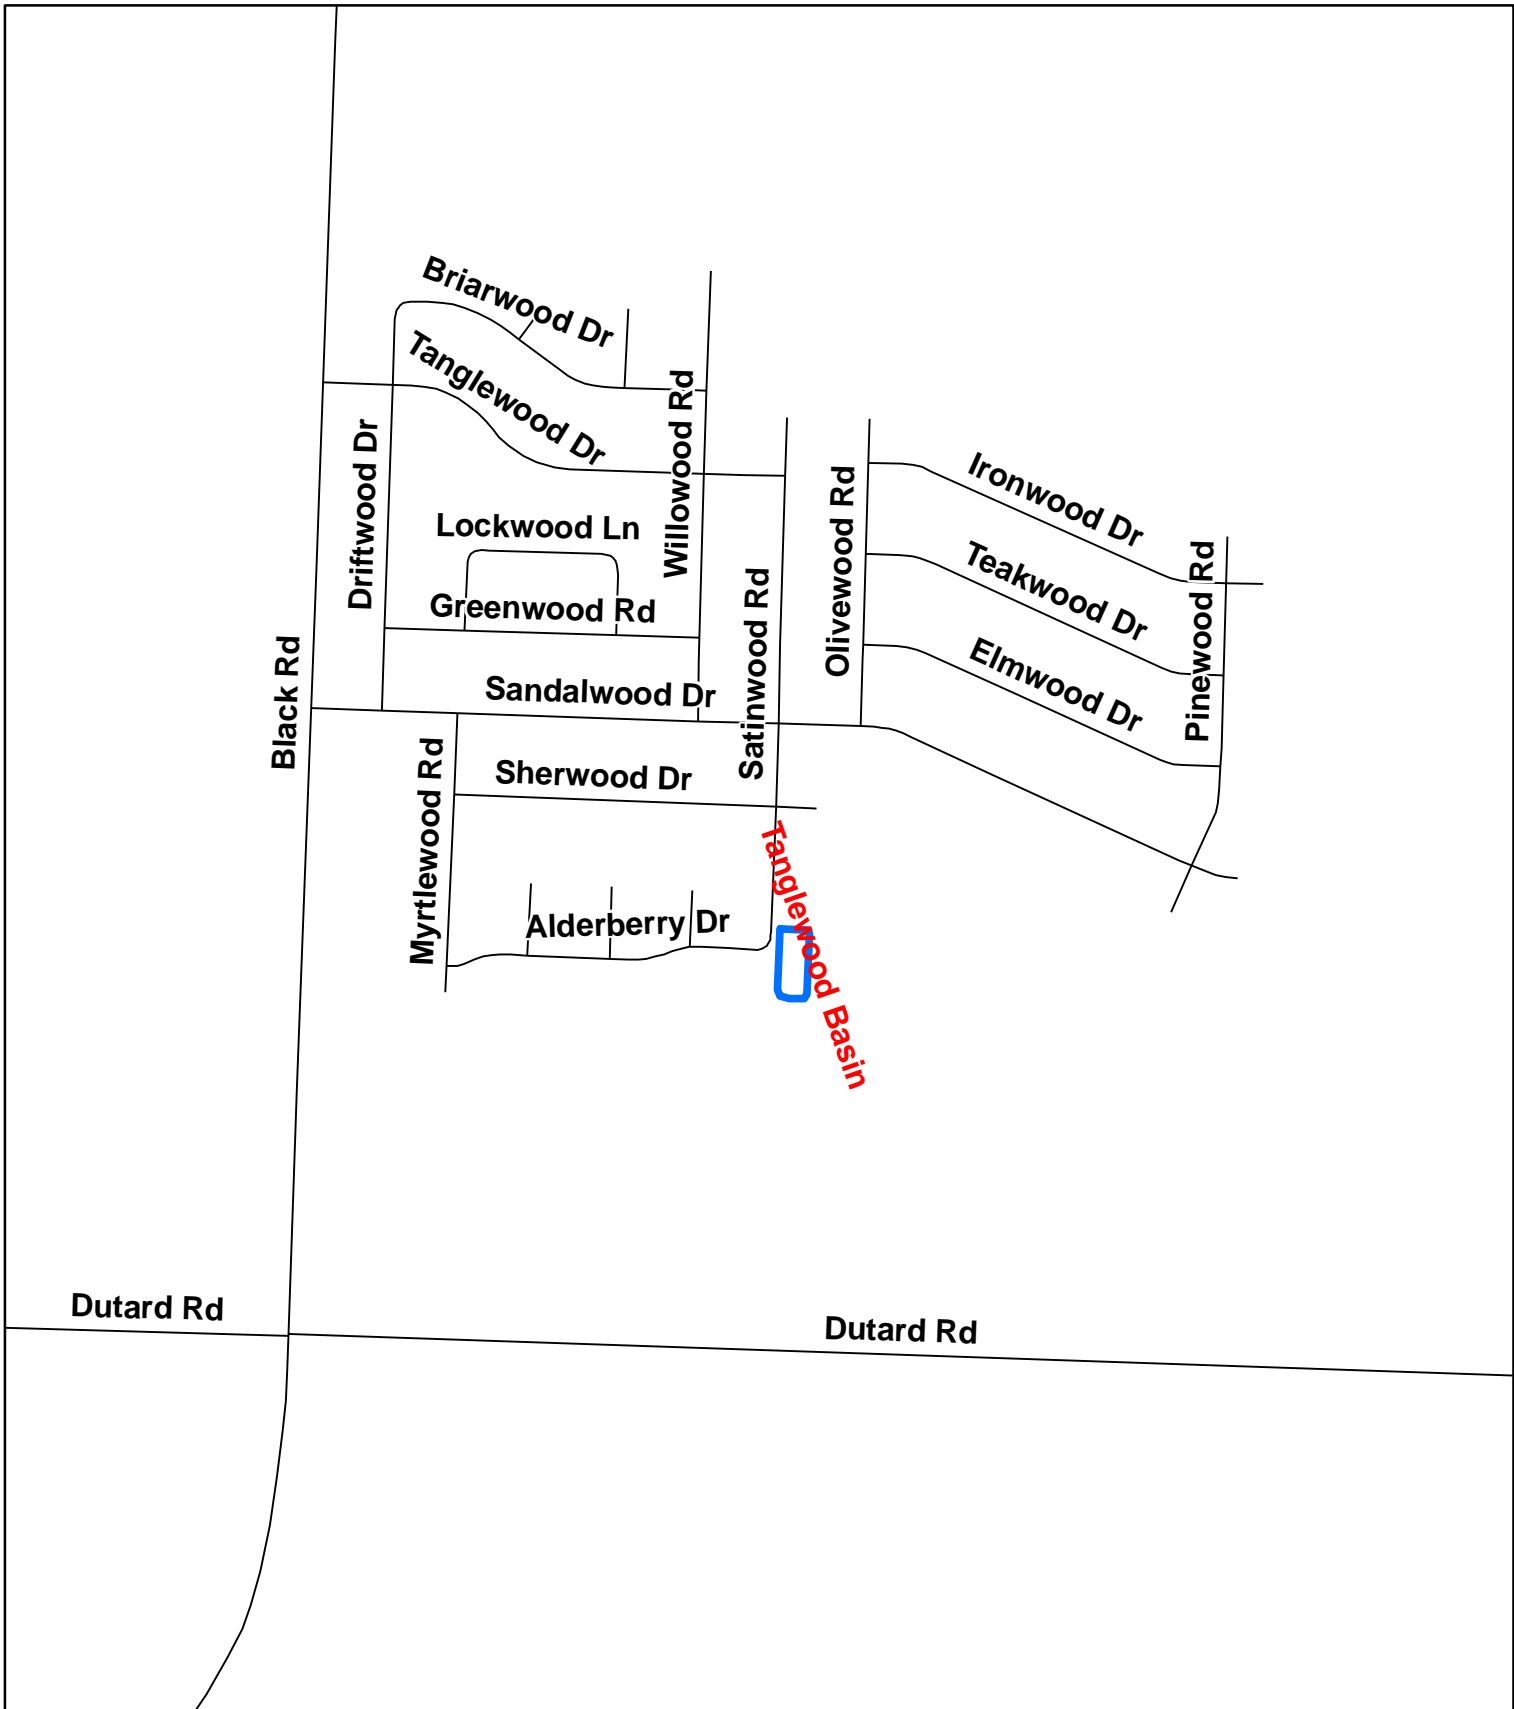 Briarwood Dr
Tanglewood Dr
Willowood Rd
Driftwood Dr
Ironwood Dr
Olivewood Rd
Lockwood Ln
Teakwood Dr
Pinewood Rd
Satinwood Rd
Greenwood Rd
Elmwood Dr
Black Rd
Sandalwood Dr
Myrtlewood Rd
Sherwood Dr
Tanglewood Basin
Alderberry Dr
Dutard Rd
Dutard Rd